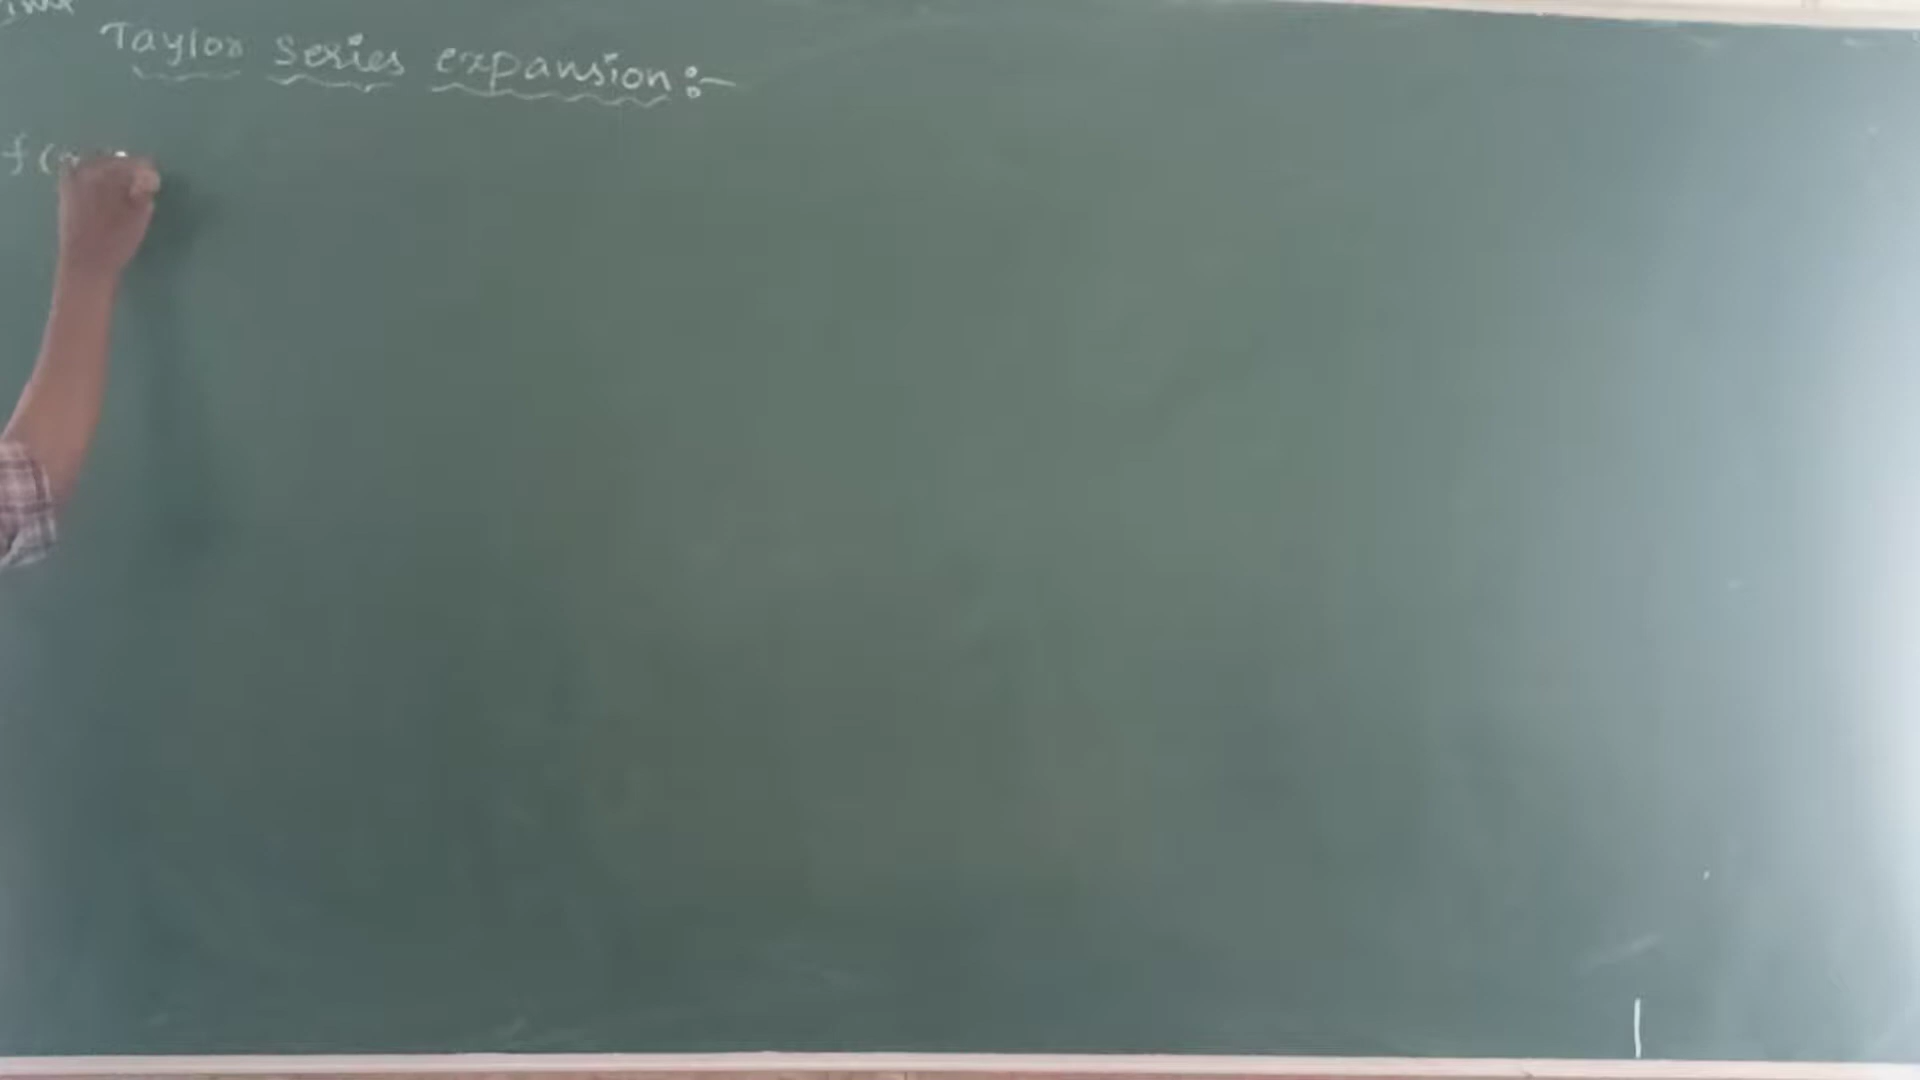 Taylor Series expansion :-
f(